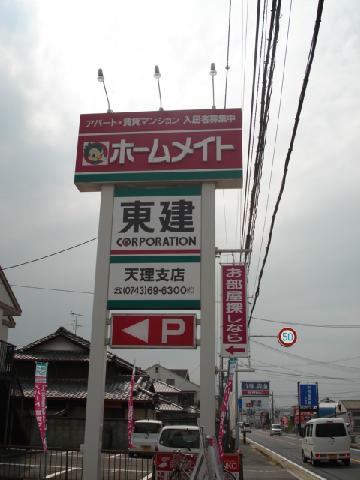 アパート・賃貸マンション 入居者募集中
ホームメイト
東建
CORPORATION
天理支店
☎(0743)69-6300㈹
P
お部屋探しなら
50